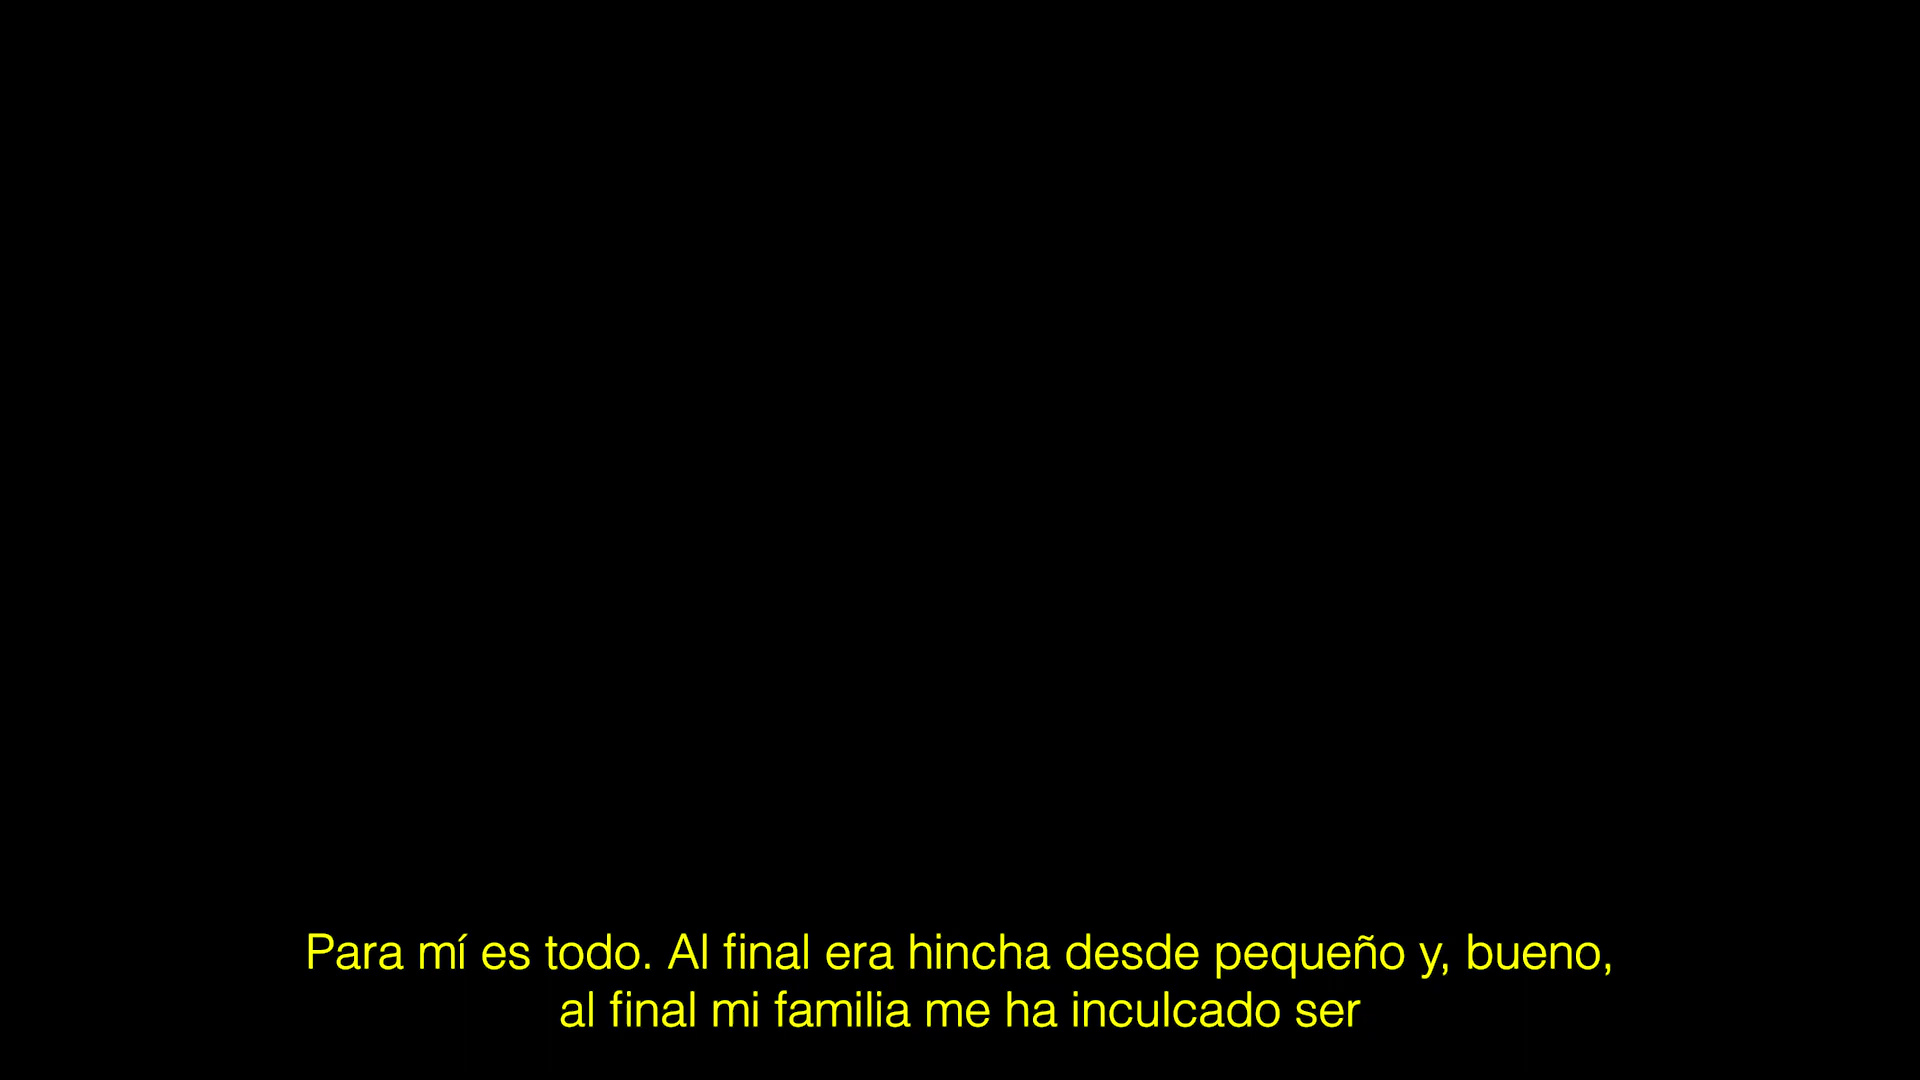 Para mí es todo. Al final era hincha desde pequeño y, bueno,
al final mi familia me ha inculcado ser